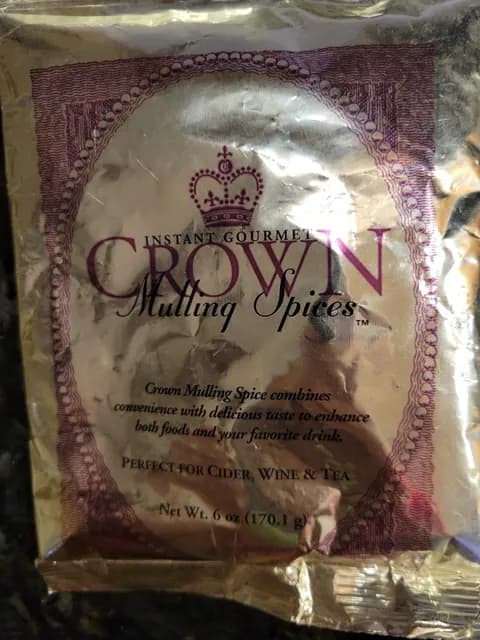 INSTANT GOURMET
CROWN
Mulling Spices™
Crown Mulling Spice combines
convenience with delicious taste to enhance
both foods and your favorite drink.
PERFECT FOR CIDER, WINE & TEA
Net Wt. 6 oz (170.1 g)